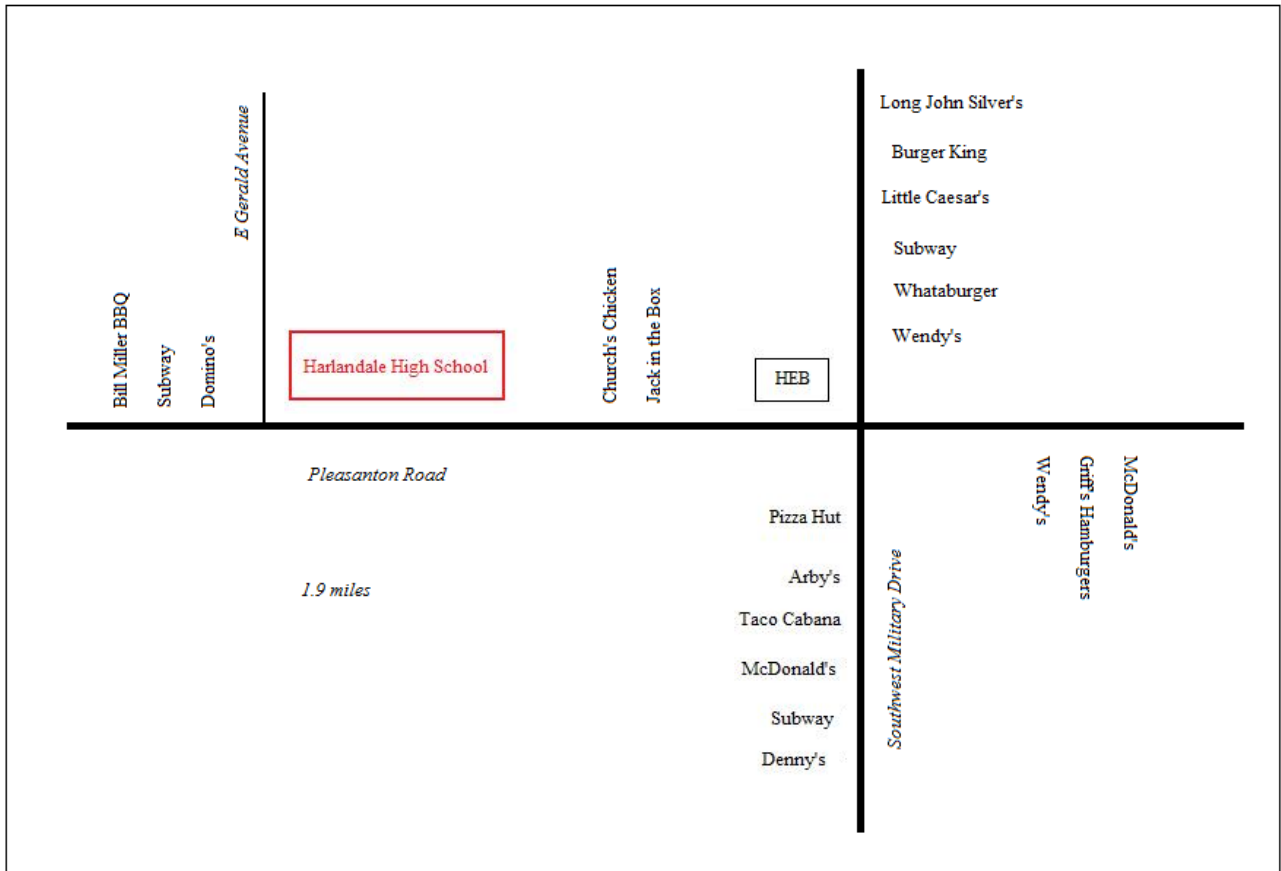 Long John Silver's
E Gerald Avenue
Burger King
Little Caesar's
Subway
Whataburger
Bill Miller BBQ
Subway
Domino's
Harlandale High School
Church's Chicken
Jack in the Box
HEB
Wendy's
Pleasanton Road
Wendy's
Griff's Hamburgers
McDonald's
Pizza Hut
1.9 miles
Arby's
Taco Cabana
McDonald's
Subway
Denny's
Southwest Military Drive